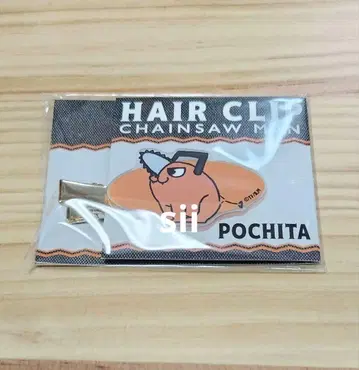 HAIR CLIP
CHAINSAW MAN
sii
POCHITA